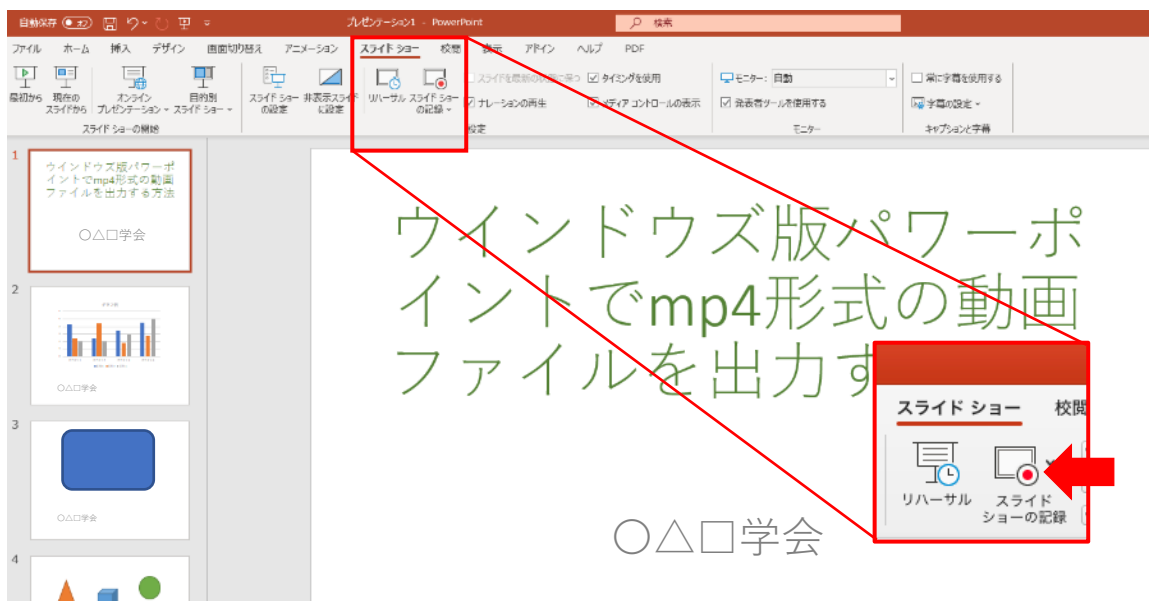 自動保存 オフ
プレゼンテーション1 - PowerPoint
検索
ファイル ホーム 挿入 デザイン 画面切り替え アニメーション スライド ショー 校閲 表示 アドイン ヘルプ PDF
最初から
現在の
スライドから
オンライン
プレゼンテーション
目的別
スライド ショー
スライド ショー
の設定
非表示スライド
に設定
リハーサル
スライド ショー
の記録
タイミングを使用
ナレーションの再生
メディア コントロールの表示
モニター: 自動
発表者ツールを使用する
常に字幕を使用する
字幕の設定
スライド ショーの開始
設定
モニター
キャプションと字幕
1
ウインドウズ版パワーポ
イントでmp4形式の動画
ファイルを出力する方法
〇△□学会
2
〇△□学会
3
〇△□学会
4
ウインドウズ版パワーポ
イントでmp4形式の動画
ファイルを出力す
〇△□学会
スライド ショー 校閲
リハーサル
スライド
ショーの記録